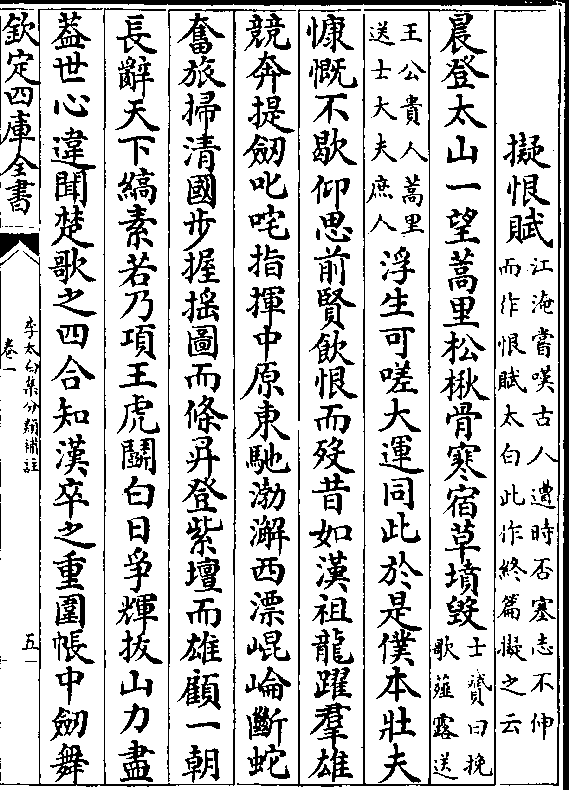 擬恨賦 江淹嘗嘆古人遭時否塞志不伸
而作恨賦太白此作終篇擬之云
晨登太山一望蒿里松楸骨寒宿草墳毀 士贇曰挽
歌薤露送
王公貴人蒿里
送士大夫庶人
浮生可嗟大運同此於是僕本壯夫
慷慨不歇仰思前賢飲恨而殁昔如漢祖龍躍羣雄
競奔提劒叱咤指揮中原東馳渤澥西漂崐崘斷蛇
奮旅掃清國步握揺圖而倐昇登紫壇而雄顧一朝
長辭天下縞素若乃項王虎鬭白日爭輝拔山力盡
葢世心違聞楚歌之四合知漢卒之重圍帳中劒舞
欽定四庫全書
李太白集分類補註
卷一
五